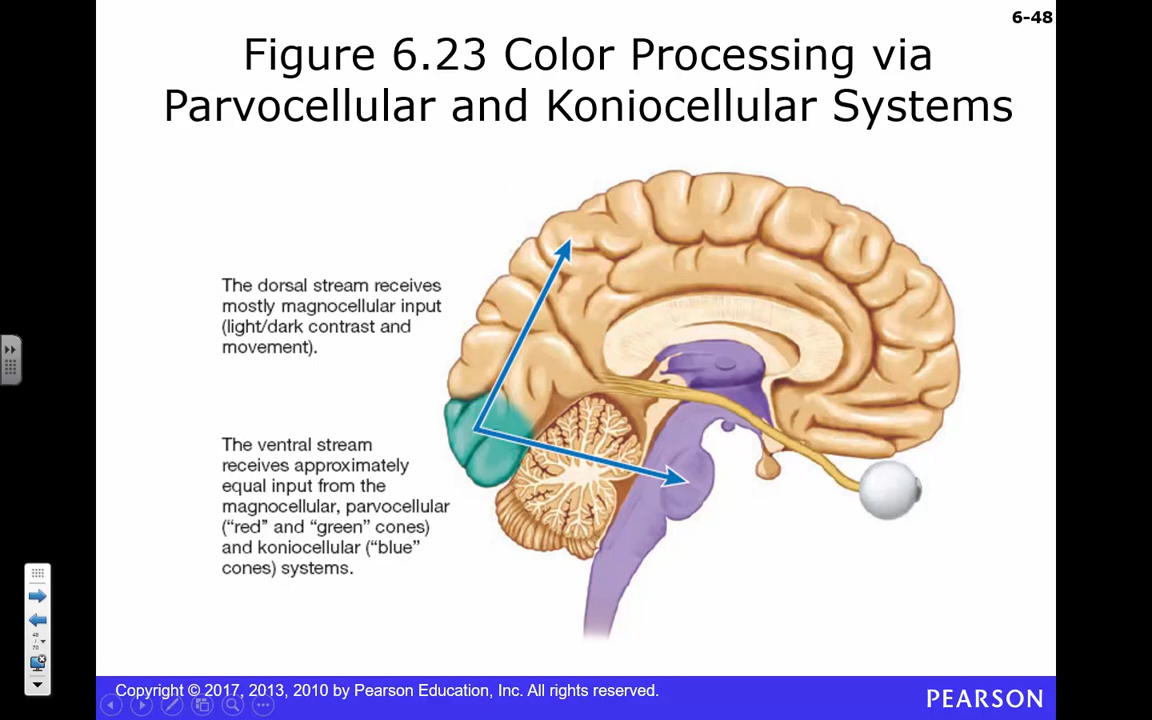 6-48
Figure 6.23 Color Processing via
Parvocellular and Koniocellular Systems
The dorsal stream receives
mostly magnocellular input
(light/dark contrast and
movement).
The ventral stream
receives approximately
equal input from the
magnocellular, parvocellular
(“red” and “green” cones)
and koniocellular (“blue”
cones) systems.
48
/
70
Copyright © 2017, 2013, 2010 by Pearson Education, Inc. All rights reserved.
PEARSON